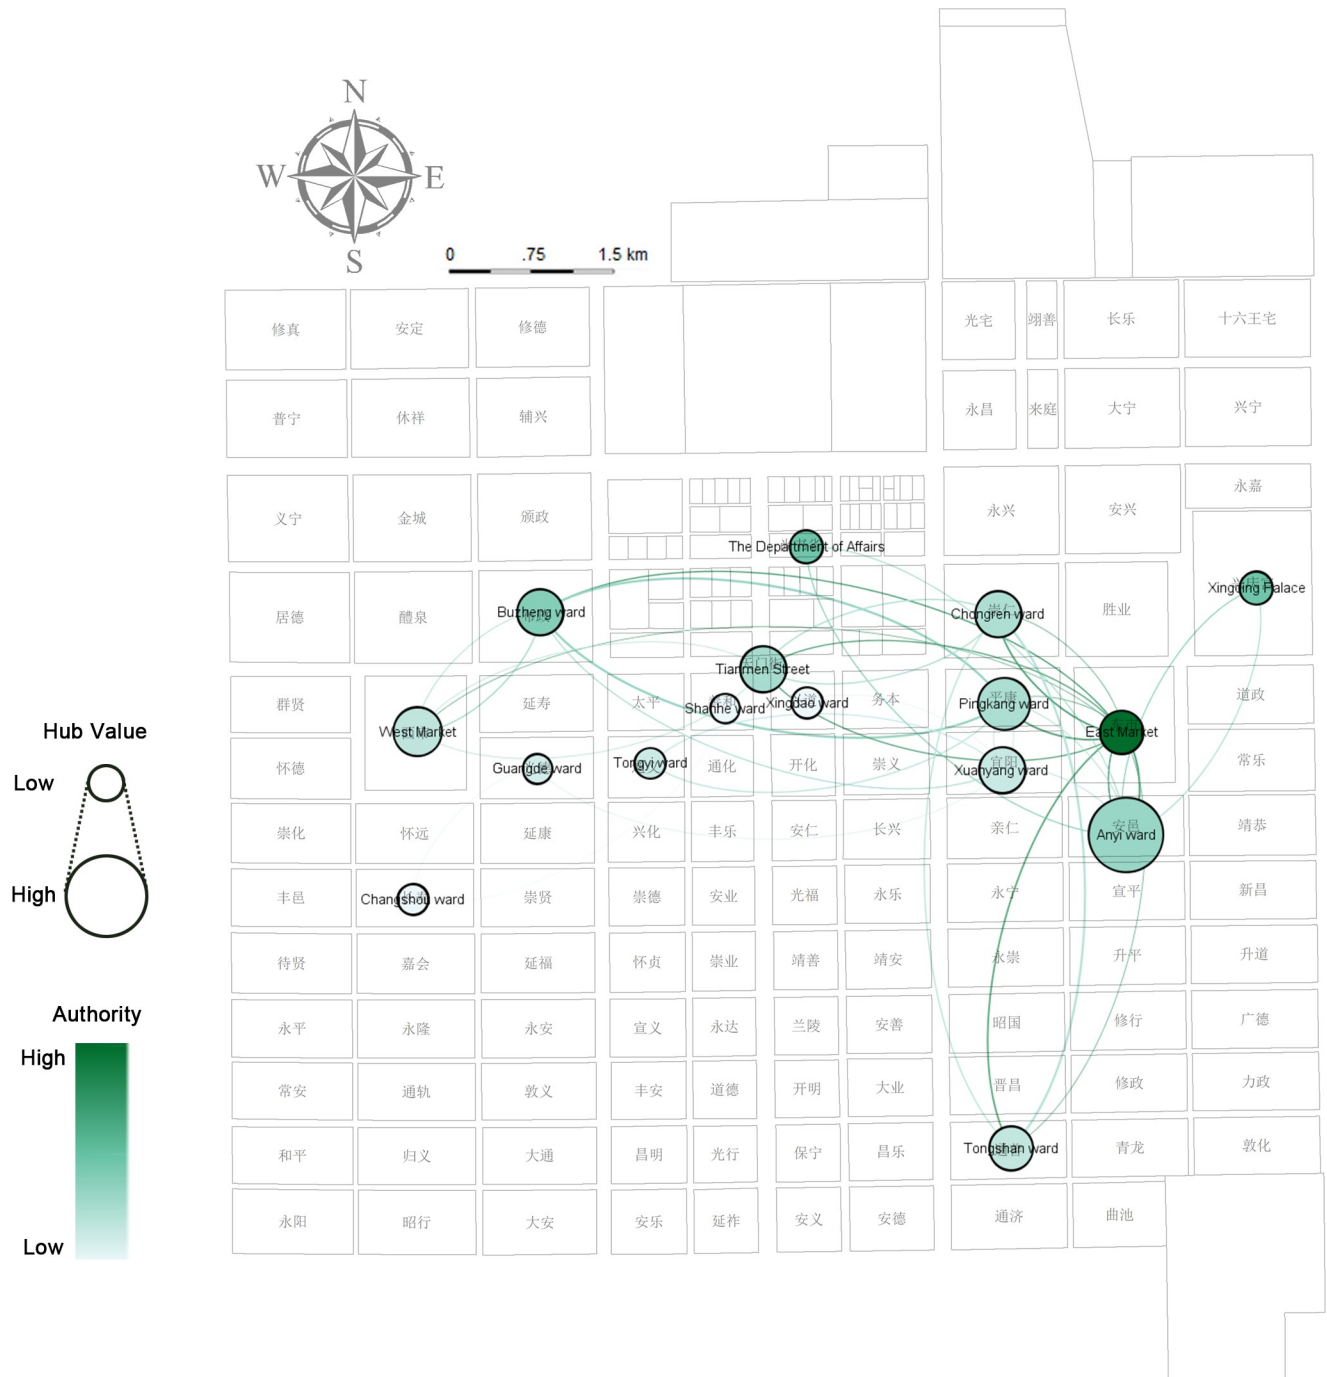 N
W E
S
0 .75 1.5 km
修真 安定 修德 光宅 翊善 长乐 十六王宅
普宁 休祥 辅兴 永昌 来庭 大宁 兴宁
永嘉
义宁 金城 颁政 永兴 安兴
The Department of Affairs
Xingqing Palace
居德 醴泉 Buzheng ward Chongren ward 胜业
Tianmen Street
群贤 延寿 太平 Shanhe ward Xingdao ward 务本 平康 Pingkang ward 道政
Hub Value
West Market East Market
Low
怀德 Guangde ward Tongyi ward 通化 开化 崇义 宣阳 Xuanyang ward 常乐
崇化 怀远 延康 兴化 丰乐 安仁 长兴 亲仁 安邑 Anyi ward 靖恭
High
丰邑 Changshou ward 崇贤 崇德 安业 光福 永乐 永宁 宣平 新昌
待贤 嘉会 延福 怀贞 崇业 靖善 靖安 永崇 升平 升道
Authority
永平 永隆 永安 宣义 永达 兰陵 安善 昭国 修行 广德
High
常安 通轨 敦义 丰安 道德 开明 大业 晋昌 修政 力政
和平 归义 大通 昌明 光行 保宁 昌乐 Tongshan ward 青龙 敦化
永阳 昭行 大安 安乐 延祚 安义 安德 通济 曲池
Low